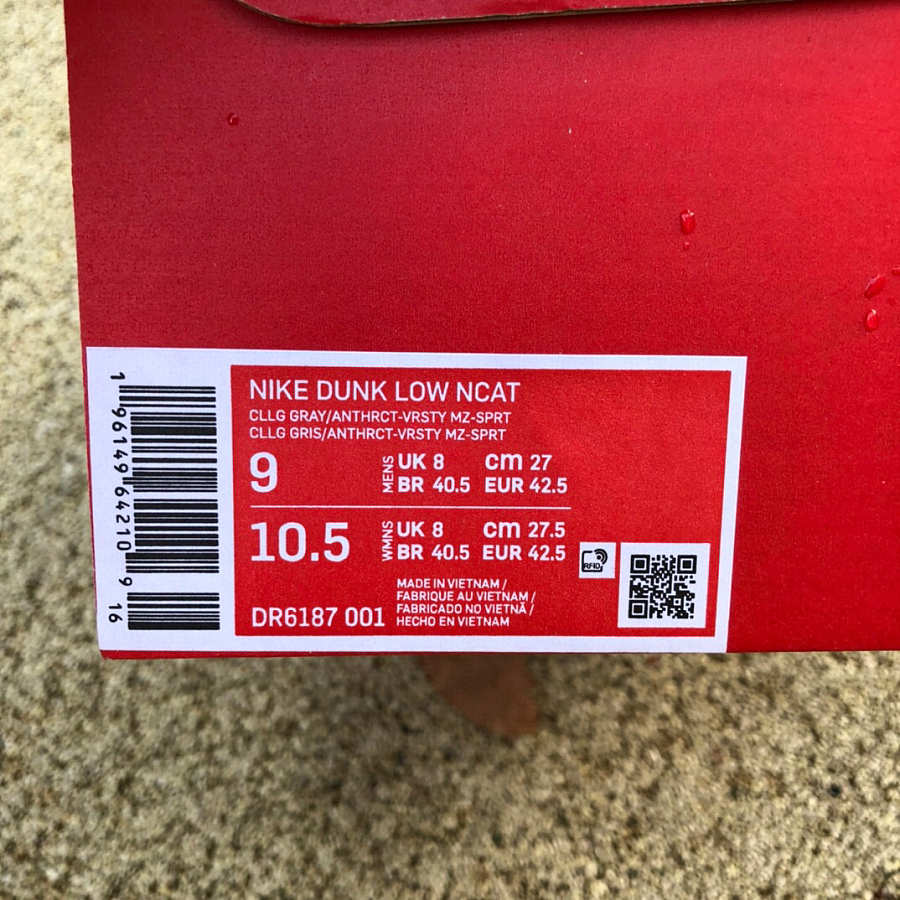 NIKE DUNK LOW NCAT
CLLG GRAY/ANTHRCT-VRSTY MZ-SPRT
CLLG GRIS/ANTHRCT-VRSTY MZ-SPRT
9 MENS UK 8 cm 27
BR 40.5 EUR 42.5
10.5 WMNS UK 8 cm 27.5
BR 40.5 EUR 42.5
RFID
MADE IN VIETNAM /
FABRIQUE AU VIETNAM /
FABRICADO NO VIETNÃ /
HECHO EN VIETNAM
DR6187 001
1 96149 64210 9 16